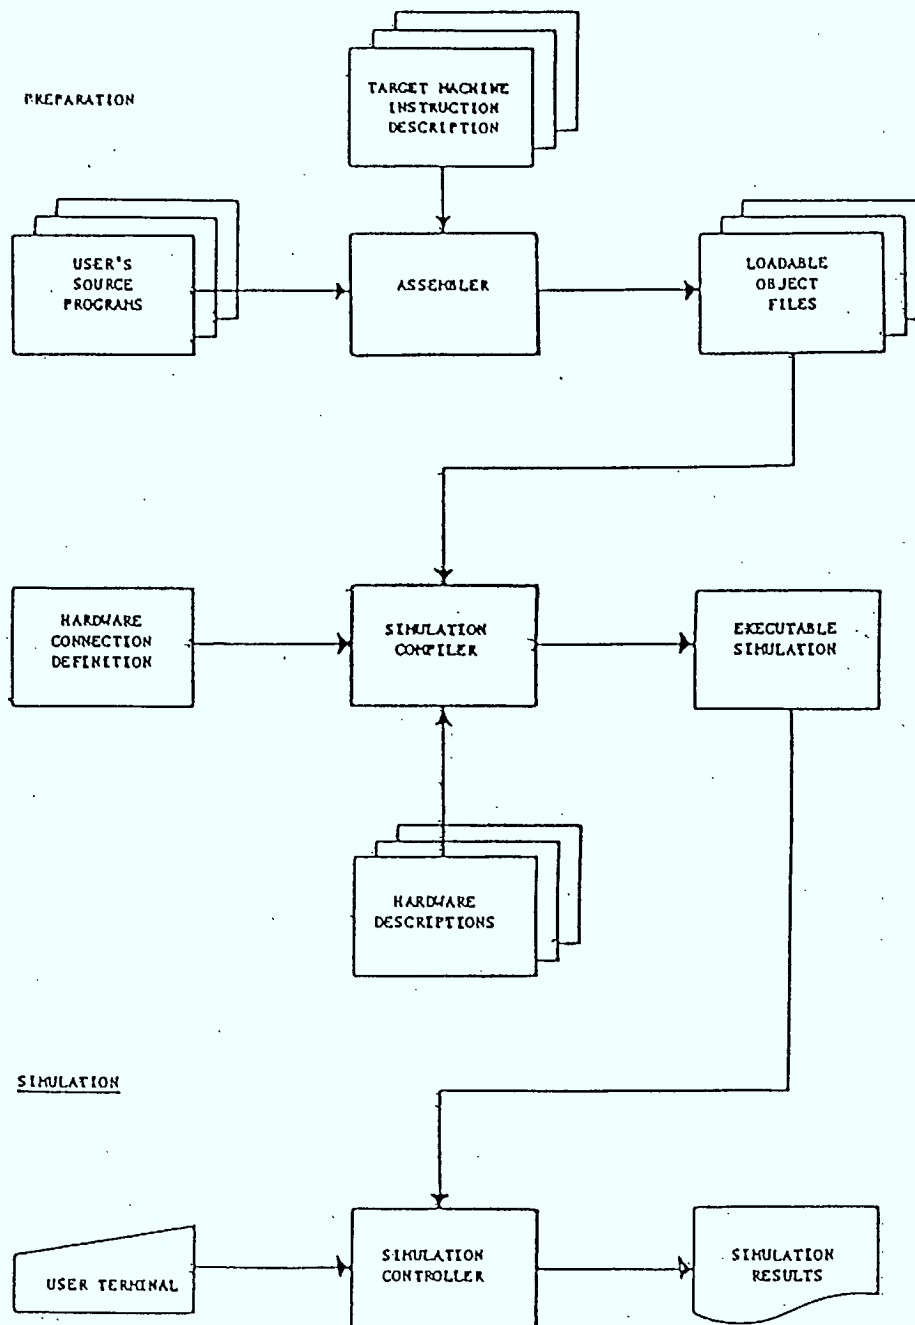 PREPARATION
TARGET MACHINE
INSTRUCTION
DESCRIPTION
USER'S
SOURCE
PROGRAMS
ASSEMBLER
LOADABLE
OBJECT
FILES
HARDWARE
CONNECTION
DEFINITION
SIMULATION
COMPILER
EXECUTABLE
SIMULATION
HARDWARE
DESCRIPTIONS
SIMULATION
USER TERMINAL
SIMULATION
CONTROLLER
SIMULATION
RESULTS